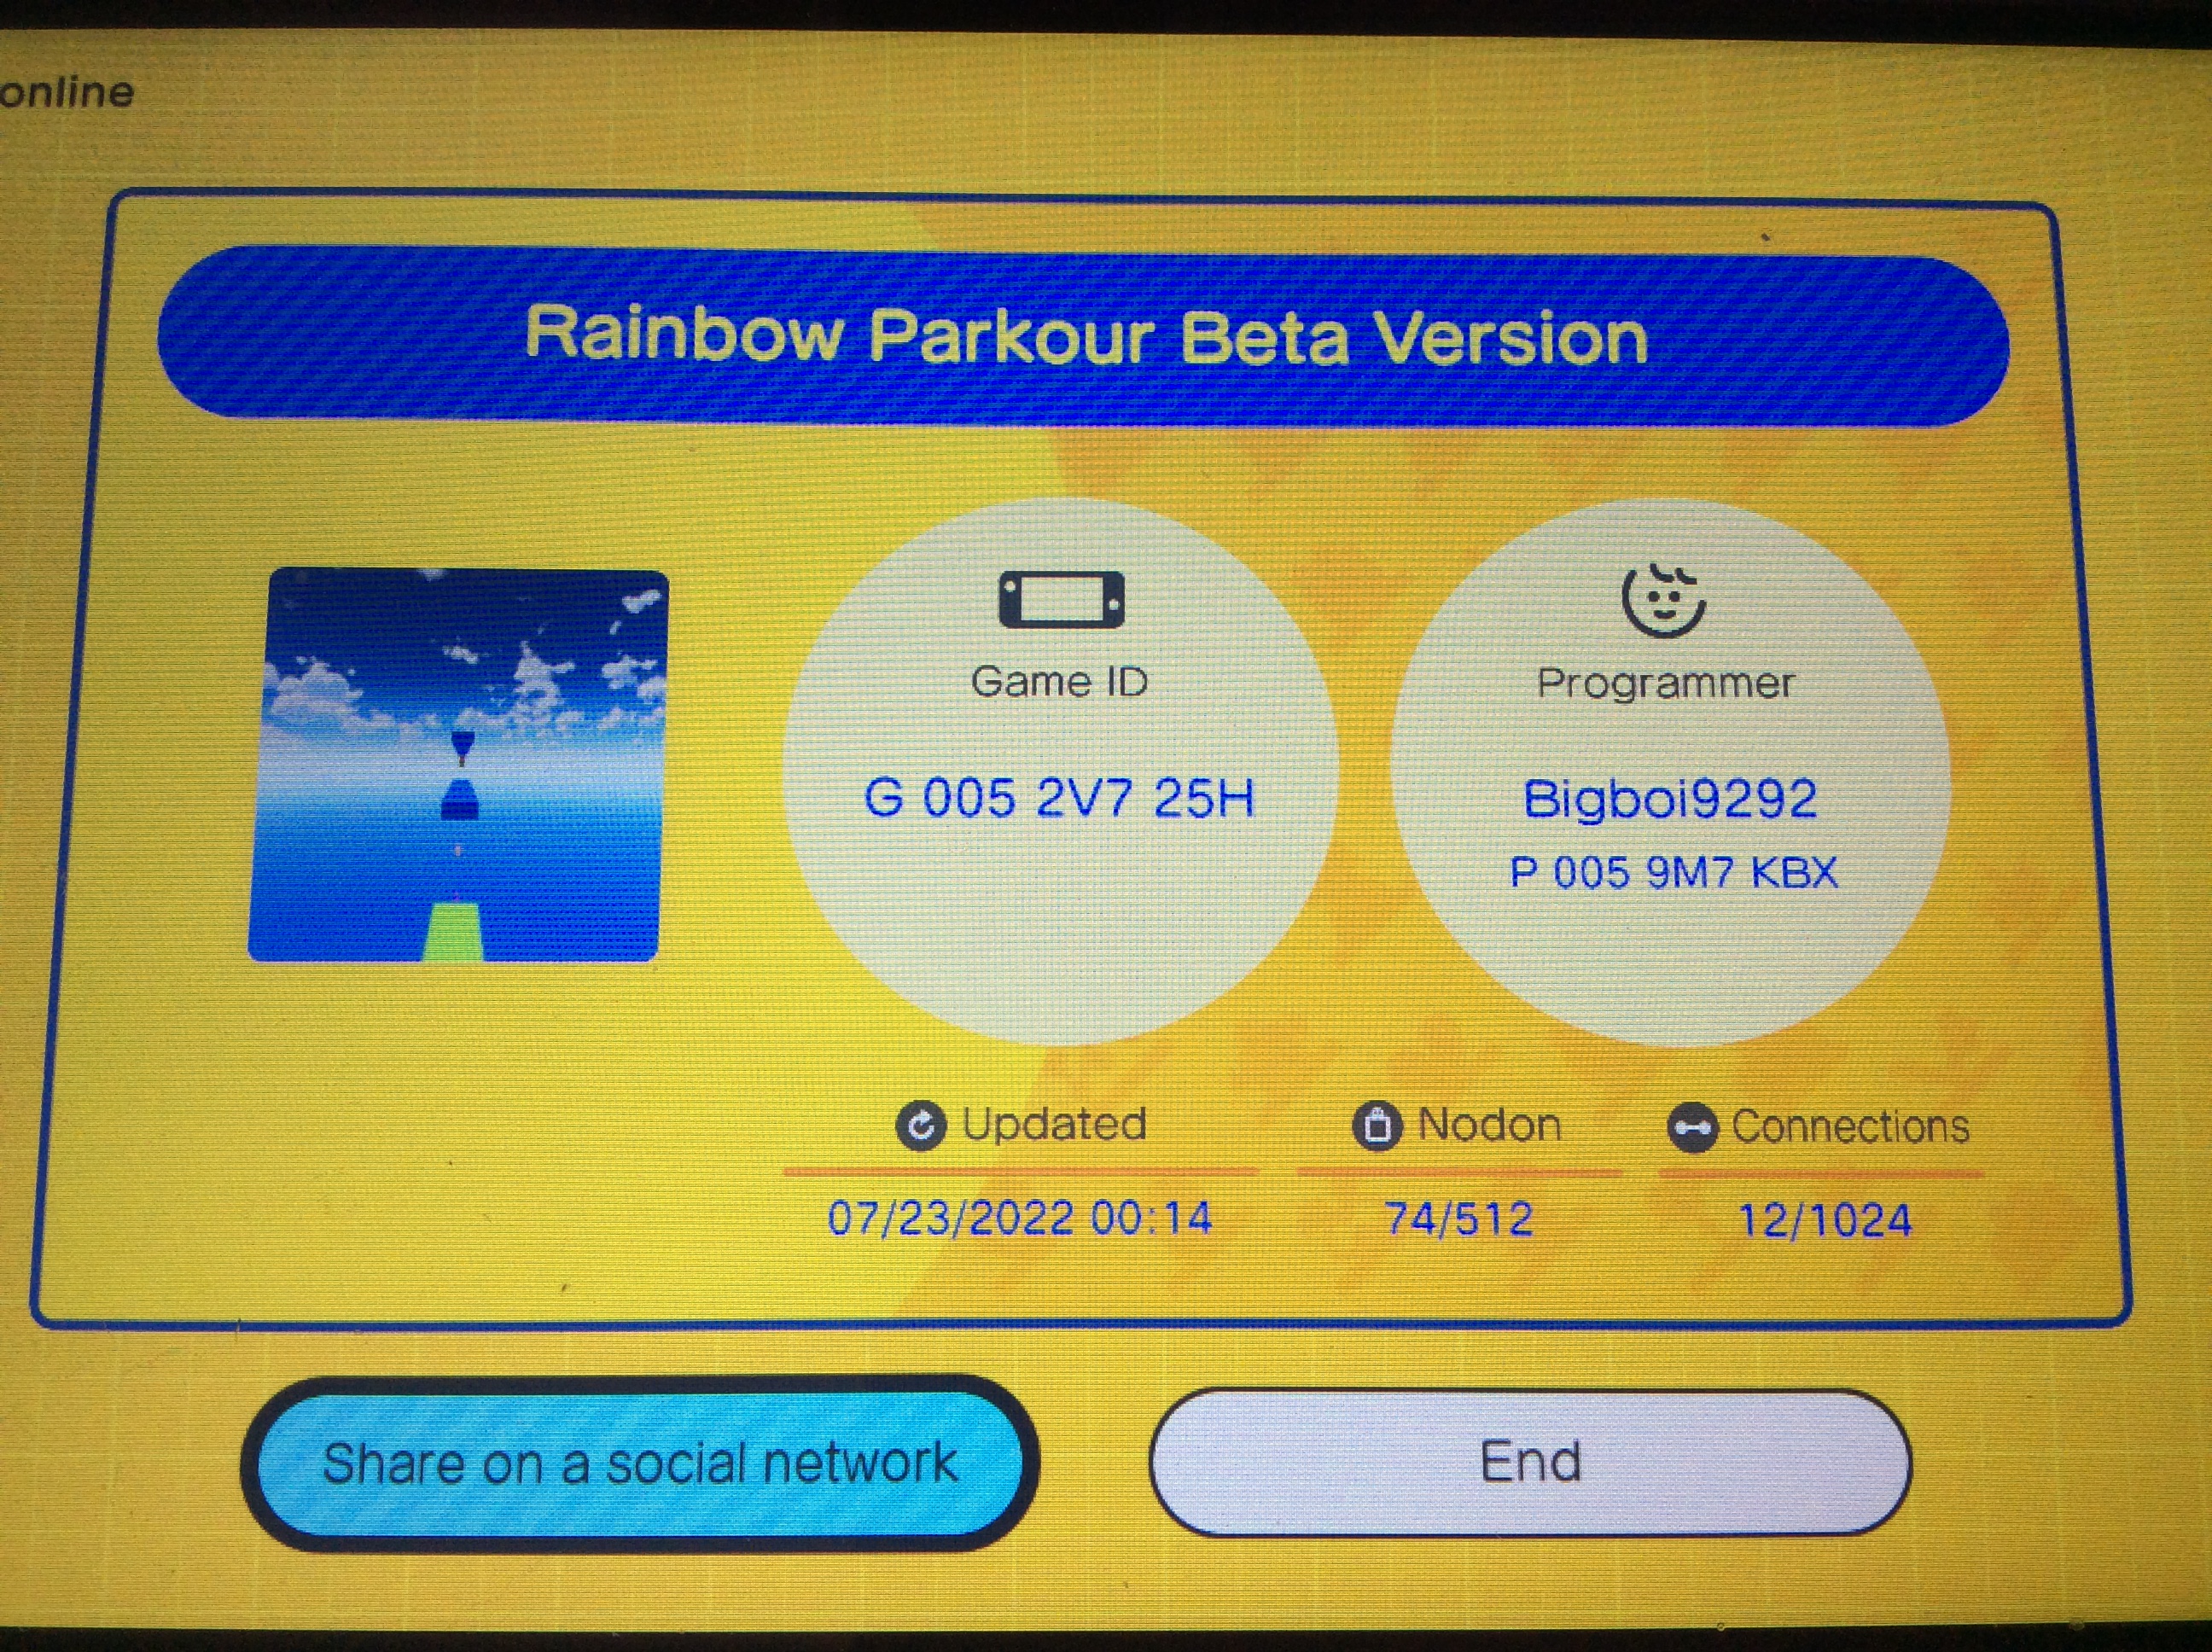 online
Rainbow Parkour Beta Version
Game ID
G 005 2V7 25H
Programmer
Bigboi9292
P 005 9M7 KBX
Updated
07/23/2022 00:14
Nodon
74/512
Connections
12/1024
Share on a social network
End